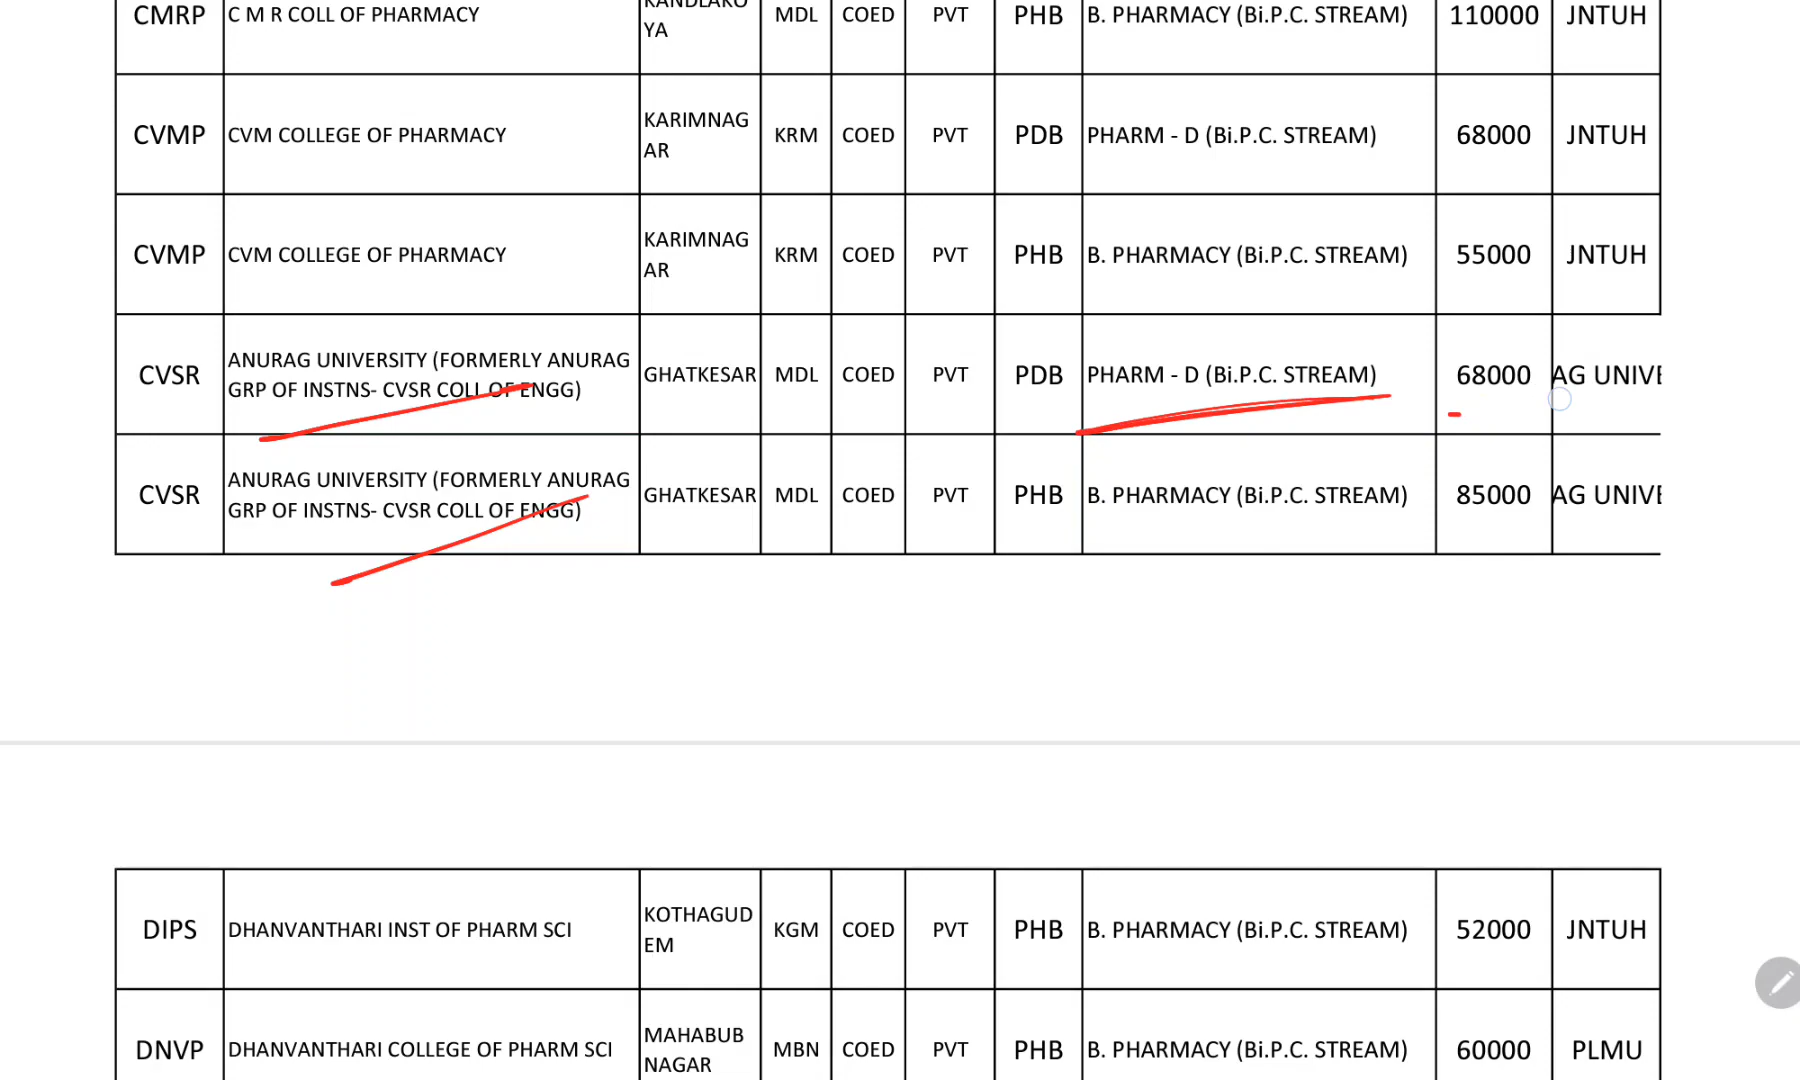 CMRP C M R COLL OF PHARMACY KANDLAKO
YA MDL COED PVT PHB B. PHARMACY (Bi.P.C. STREAM) 110000 JNTUH
CVMP CVM COLLEGE OF PHARMACY KARIMNAG
AR KRM COED PVT PDB PHARM - D (Bi.P.C. STREAM) 68000 JNTUH
CVMP CVM COLLEGE OF PHARMACY KARIMNAG
AR KRM COED PVT PHB B. PHARMACY (Bi.P.C. STREAM) 55000 JNTUH
CVSR ANURAG UNIVERSITY (FORMERLY ANURAG
GRP OF INSTNS- CVSR COLL OF ENGG) GHATKESAR MDL COED PVT PDB PHARM - D (Bi.P.C. STREAM) 68000 AG UNIVE
CVSR ANURAG UNIVERSITY (FORMERLY ANURAG
GRP OF INSTNS- CVSR COLL OF ENGG) GHATKESAR MDL COED PVT PHB B. PHARMACY (Bi.P.C. STREAM) 85000 AG UNIVE
DIPS DHANVANTHARI INST OF PHARM SCI KOTHAGUD
EM KGM COED PVT PHB B. PHARMACY (Bi.P.C. STREAM) 52000 JNTUH
DNVP DHANVANTHARI COLLEGE OF PHARM SCI MAHABUB
NAGAR MBN COED PVT PHB B. PHARMACY (Bi.P.C. STREAM) 60000 PLMU